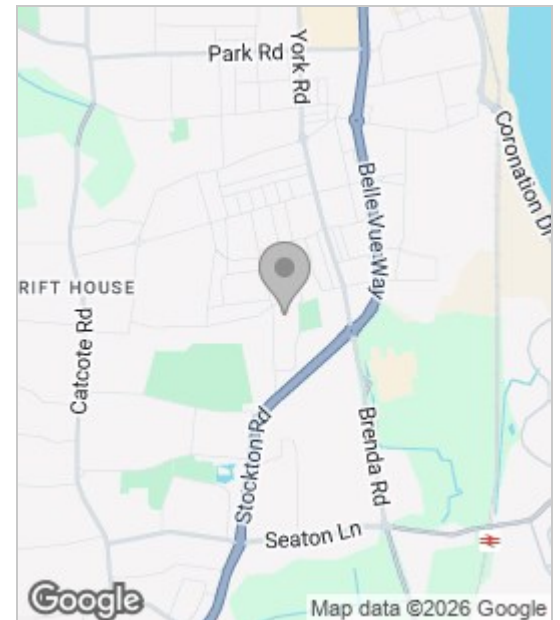 Park Rd
York Rd
Coronation Dr
Belle Vue Way
RIFT HOUSE
Catcote Rd
Stockton Rd
Brenda Rd
Seaton Ln
Google
Map data ©2026 Google